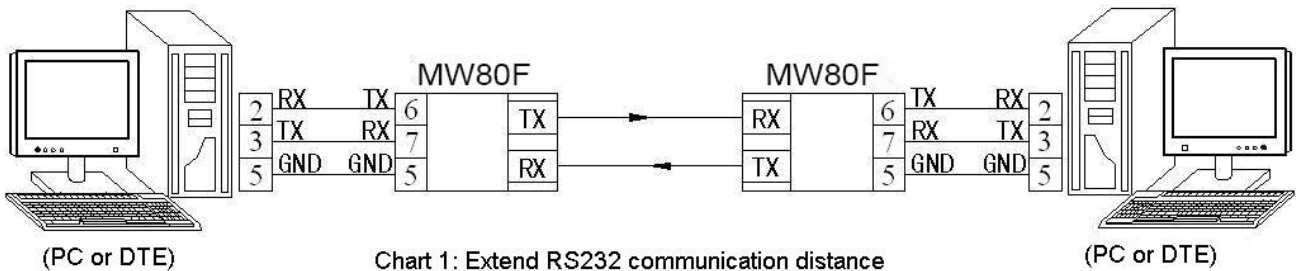 MW80F MW80F
2 RX TX 6 TX RX 6 TX RX 2
3 TX RX 7 7 RX TX 3
5 GND GND 5 RX TX 5 GND GND 5
(PC or DTE) Chart 1: Extend RS232 communication distance (PC or DTE)